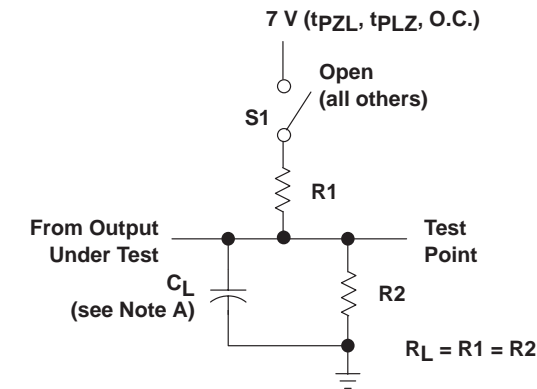 7 V (tPZL, tPLZ, O.C.)
Open
(all others)
S1
R1
From Output
Under Test
Test
Point
CL
(see Note A)
R2
RL = R1 = R2